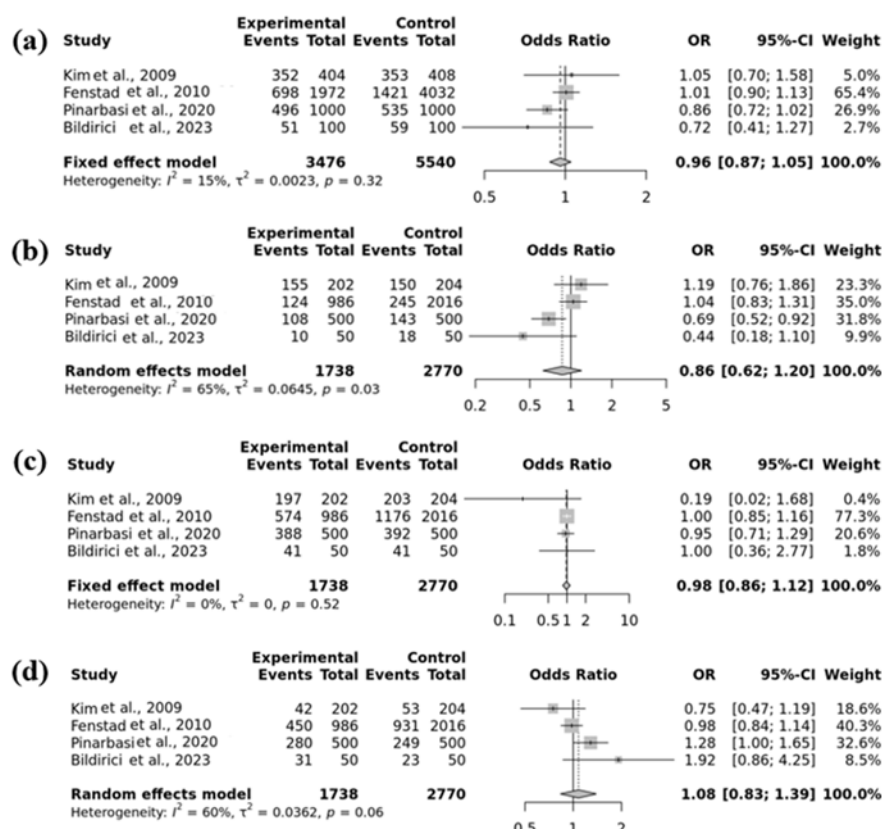 (a)
Experimental Control
Study Events Total Events Total Odds Ratio OR 95%-CI Weight
Kim et al., 2009 352 404 353 408 1.05 [0.70; 1.58] 5.0%
Fenstad et al., 2010 698 1972 1421 4032 1.01 [0.90; 1.13] 65.4%
Pinarbasi et al., 2020 496 1000 535 1000 0.86 [0.72; 1.02] 26.9%
Bildirici et al., 2023 51 100 59 100 0.72 [0.41; 1.27] 2.7%
Fixed effect model 3476 5540 0.96 [0.87; 1.05] 100.0%
Heterogeneity: I² = 15%, τ² = 0.0023, p = 0.32
0.5 1 2
(b)
Experimental Control
Study Events Total Events Total Odds Ratio OR 95%-CI Weight
Kim et al., 2009 155 202 150 204 1.19 [0.76; 1.86] 23.3%
Fenstad et al., 2010 124 986 245 2016 1.04 [0.83; 1.31] 35.0%
Pinarbasi et al., 2020 108 500 143 500 0.69 [0.52; 0.92] 31.8%
Bildirici et al., 2023 10 50 18 50 0.44 [0.18; 1.10] 9.9%
Random effects model 1738 2770 0.86 [0.62; 1.20] 100.0%
Heterogeneity: I² = 65%, τ² = 0.0645, p = 0.03
0.2 0.5 1 2 5
(c)
Experimental Control
Study Events Total Events Total Odds Ratio OR 95%-CI Weight
Kim et al., 2009 197 202 203 204 0.19 [0.02; 1.68] 0.4%
Fenstad et al., 2010 574 986 1176 2016 1.00 [0.85; 1.16] 77.3%
Pinarbasi et al., 2020 388 500 392 500 0.95 [0.71; 1.29] 20.6%
Bildirici et al., 2023 41 50 41 50 1.00 [0.36; 2.77] 1.8%
Fixed effect model 1738 2770 0.98 [0.86; 1.12] 100.0%
Heterogeneity: I² = 0%, τ² = 0, p = 0.52
0.1 0.5 1 2 10
(d)
Experimental Control
Study Events Total Events Total Odds Ratio OR 95%-CI Weight
Kim et al., 2009 42 202 53 204 0.75 [0.47; 1.19] 18.6%
Fenstad et al., 2010 450 986 931 2016 0.98 [0.84; 1.14] 40.3%
Pinarbasi et al., 2020 280 500 249 500 1.28 [1.00; 1.65] 32.6%
Bildirici et al., 2023 31 50 23 50 1.92 [0.86; 4.25] 8.5%
Random effects model 1738 2770 1.08 [0.83; 1.39] 100.0%
Heterogeneity: I² = 60%, τ² = 0.0362, p = 0.06
0.5 1 2